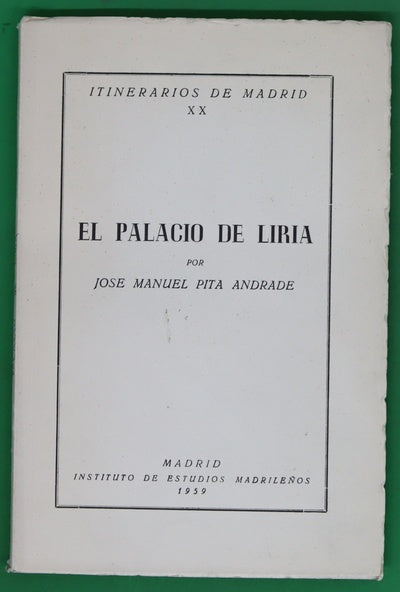 ITINERARIOS DE MADRID
XX
EL PALACIO DE LIRIA
POR
JOSE MANUEL PITA ANDRADE
MADRID
INSTITUTO DE ESTUDIOS MADRILEÑOS
1959